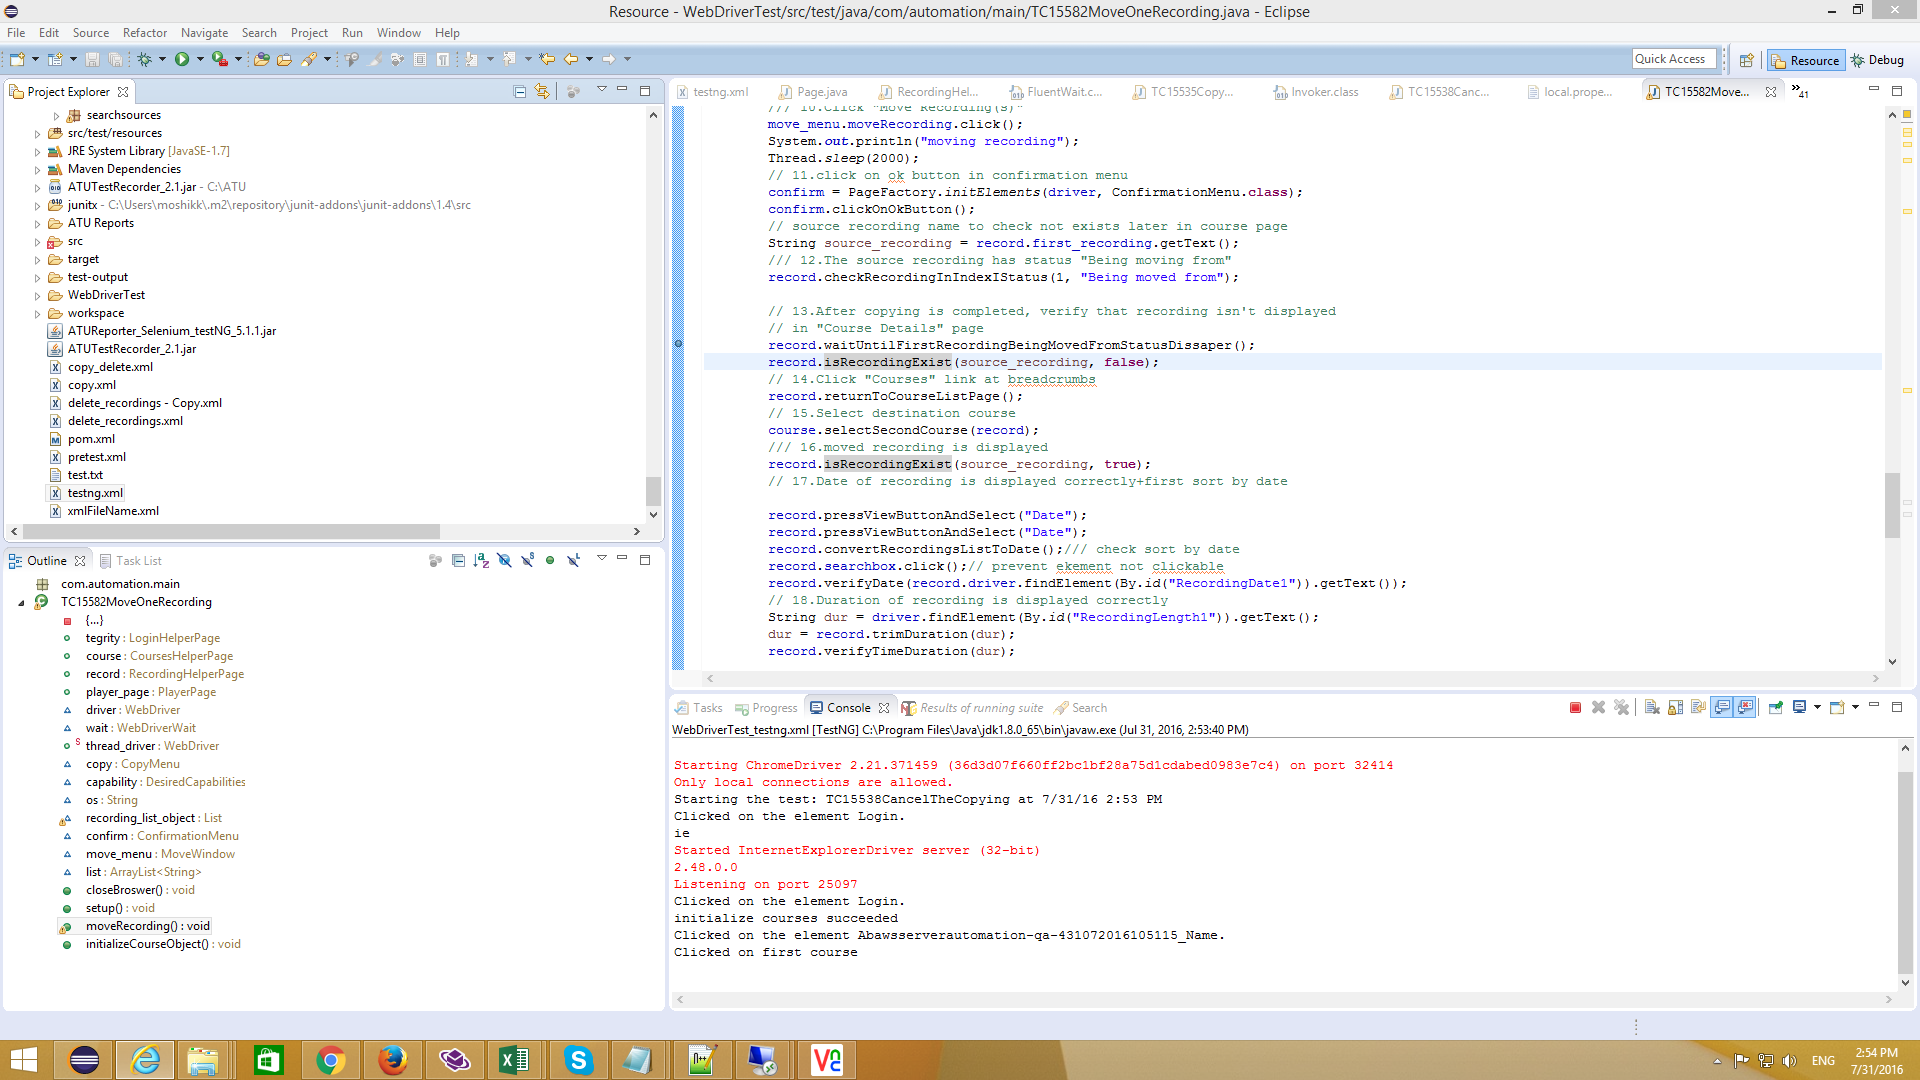 Resource - WebDriverTest/src/test/java/com/automation/main/TC15582MoveOneRecording.java - Eclipse
File Edit Source Refactor Navigate Search Project Run Window Help
Quick Access
Resource
Debug
Project Explorer
searchsources
src/test/resources
JRE System Library [JavaSE-1.7]
Maven Dependencies
ATUTestRecorder_2.1.jar - C:\ATU
junitx - C:\Users\moshikk\.m2\repository\junit-addons\junit-addons\1.4\src
ATU Reports
src
target
test-output
WebDriverTest
workspace
ATUReporter_Selenium_testNG_5.1.1.jar
ATUTestRecorder_2.1.jar
copy_delete.xml
copy.xml
delete_recordings - Copy.xml
delete_recordings.xml
pom.xml
pretest.xml
test.txt
testng.xml
xmlFileName.xml
Outline
Task List
com.automation.main
TC15582MoveOneRecording
{...}
tegrity : LoginHelperPage
course : CoursesHelperPage
record : RecordingHelperPage
player_page : PlayerPage
driver : WebDriver
wait : WebDriverWait
thread_driver : WebDriver
copy : CopyMenu
capability : DesiredCapabilities
os : String
recording_list_object : List
confirm : ConfirmationMenu
move_menu : MoveWindow
list : ArrayList<String>
closeBroswer() : void
setup() : void
moveRecording() : void
initializeCourseObject() : void
testng.xml
Page.java
RecordingHel...
FluentWait.c...
TC15535Copy...
Invoker.class
TC15538Canc...
local.prope...
TC15582Move...
»41
/// 10.Click "Move Recording(s)"
move_menu.moveRecording.click();
System.out.println("moving recording");
Thread.sleep(2000);
// 11.click on ok button in confirmation menu
confirm = PageFactory.initElements(driver, ConfirmationMenu.class);
confirm.clickOnOkButton();
// source recording name to check not exists later in course page
String source_recording = record.first_recording.getText();
/// 12.The source recording has status "Being moving from"
record.checkRecordingInIndexIStatus(1, "Being moved from");
// 13.After copying is completed, verify that recording isn't displayed
// in "Course Details" page
record.waitUntilFirstRecordingBeingMovedFromStatusDissaper();
record.isRecordingExist(source_recording, false);
// 14.Click "Courses" link at breadcrumbs
record.returnToCourseListPage();
// 15.Select destination course
course.selectSecondCourse(record);
/// 16.moved recording is displayed
record.isRecordingExist(source_recording, true);
// 17.Date of recording is displayed correctly+first sort by date
record.pressViewButtonAndSelect("Date");
record.pressViewButtonAndSelect("Date");
record.convertRecordingsListToDate();/// check sort by date
record.searchbox.click();// prevent ekement not clickable
record.verifyDate(record.driver.findElement(By.id("RecordingDate1")).getText());
// 18.Duration of recording is displayed correctly
String dur = driver.findElement(By.id("RecordingLength1")).getText();
dur = record.trimDuration(dur);
record.verifyTimeDuration(dur);
Tasks
Progress
Console
Results of running suite
Search
WebDriverTest_testng.xml [TestNG] C:\Program Files\Java\jdk1.8.0_65\bin\javaw.exe (Jul 31, 2016, 2:53:40 PM)
Starting ChromeDriver 2.21.371459 (36d3d07f660ff2bc1bf28a75d1cdabed0983e7c4) on port 32414
Only local connections are allowed.
Starting the test: TC15538CancelTheCopying at 7/31/16 2:53 PM
Clicked on the element Login.
ie
Started InternetExplorerDriver server (32-bit)
2.48.0.0
Listening on port 25097
Clicked on the element Login.
initialize courses succeeded
Clicked on the element Abawsserverautomation-qa-431072016105115_Name.
Clicked on first course
ENG
2:54 PM
7/31/2016